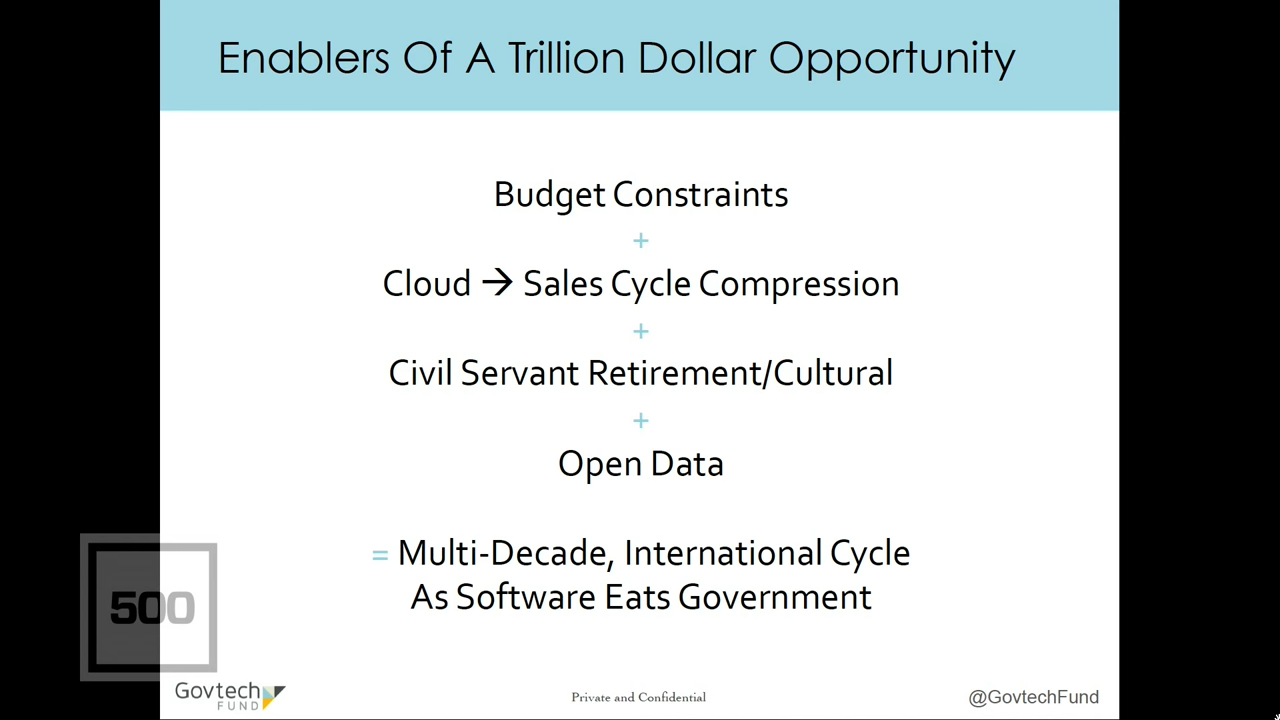 Enablers Of A Trillion Dollar Opportunity
Budget Constraints
+
Cloud → Sales Cycle Compression
+
Civil Servant Retirement/Cultural
+
Open Data
= Multi-Decade, International Cycle
As Software Eats Government
500
Govtech
FUND
Private and Confidential
@GovtechFund